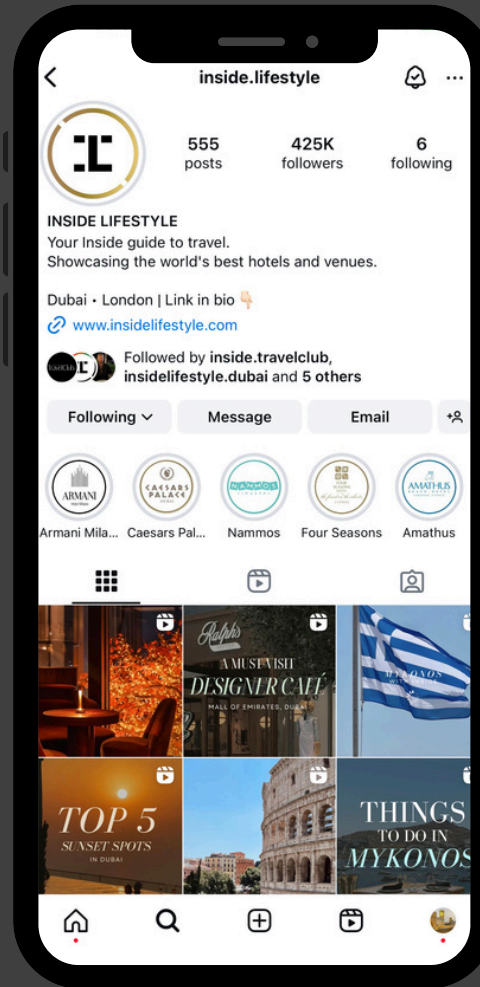 inside.lifestyle
555
posts
425K
followers
6
following
INSIDE LIFESTYLE
Your Inside guide to travel.
Showcasing the world's best hotels and venues.
Dubai • London | Link in bio 👇🏻
www.insidelifestyle.com
Followed by inside.travelclub,
insidelifestyle.dubai and 5 others
Following
Message
Email
ARMANI
CAESARS
PALACE
NAMMOS
FOUR SEASONS
AMATHUS
Armani Mila...
Caesars Pal...
Nammos
Four Seasons
Amathus
Ralph's
A MUST VISIT
DESIGNER CAFÉ
MALL OF EMIRATES, DUBAI
MYKONOS
TOP 5
SUNSET SPOTS
IN DUBAI
THINGS
TO DO IN
MYKONOS